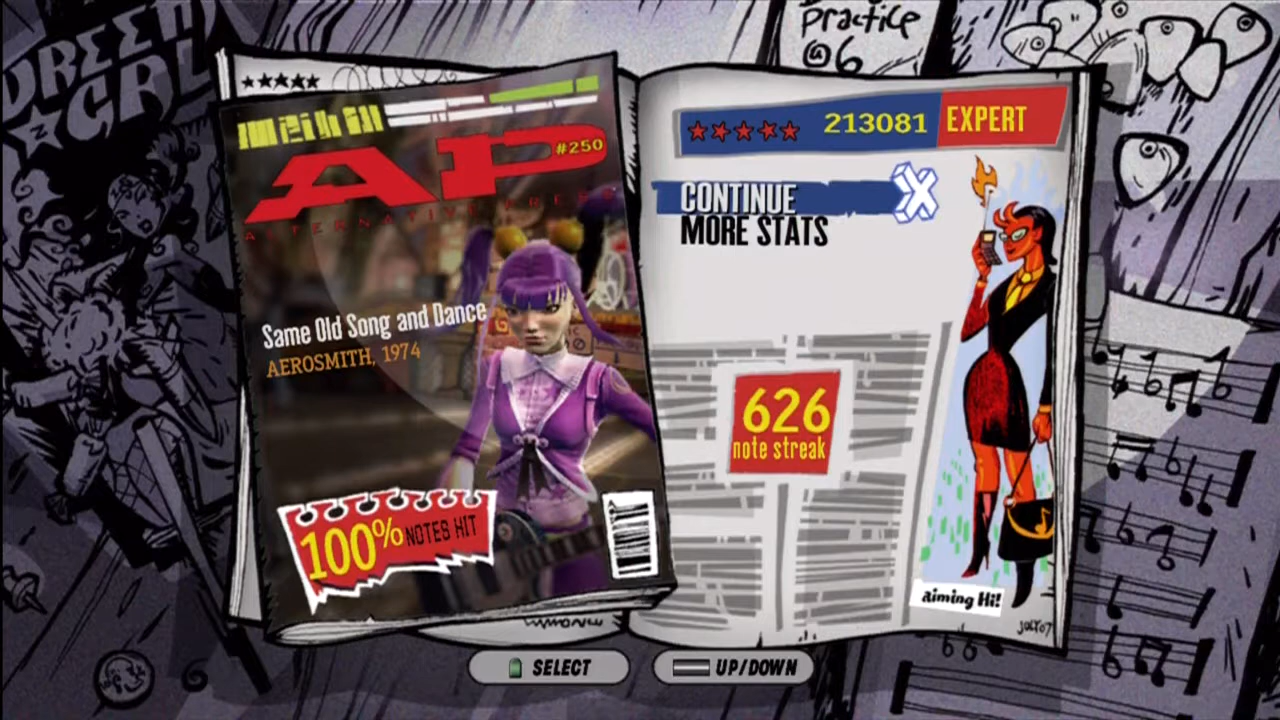 GREEN
GRL
Practice
@6
AP
#250
ALTERNATIVE PRESS
Same Old Song and Dance
AEROSMITH, 1974
100% NOTES HIT
213081 EXPERT
CONTINUE
MORE STATS
626
note streak
Aiming Hi!
SELECT
UP/DOWN